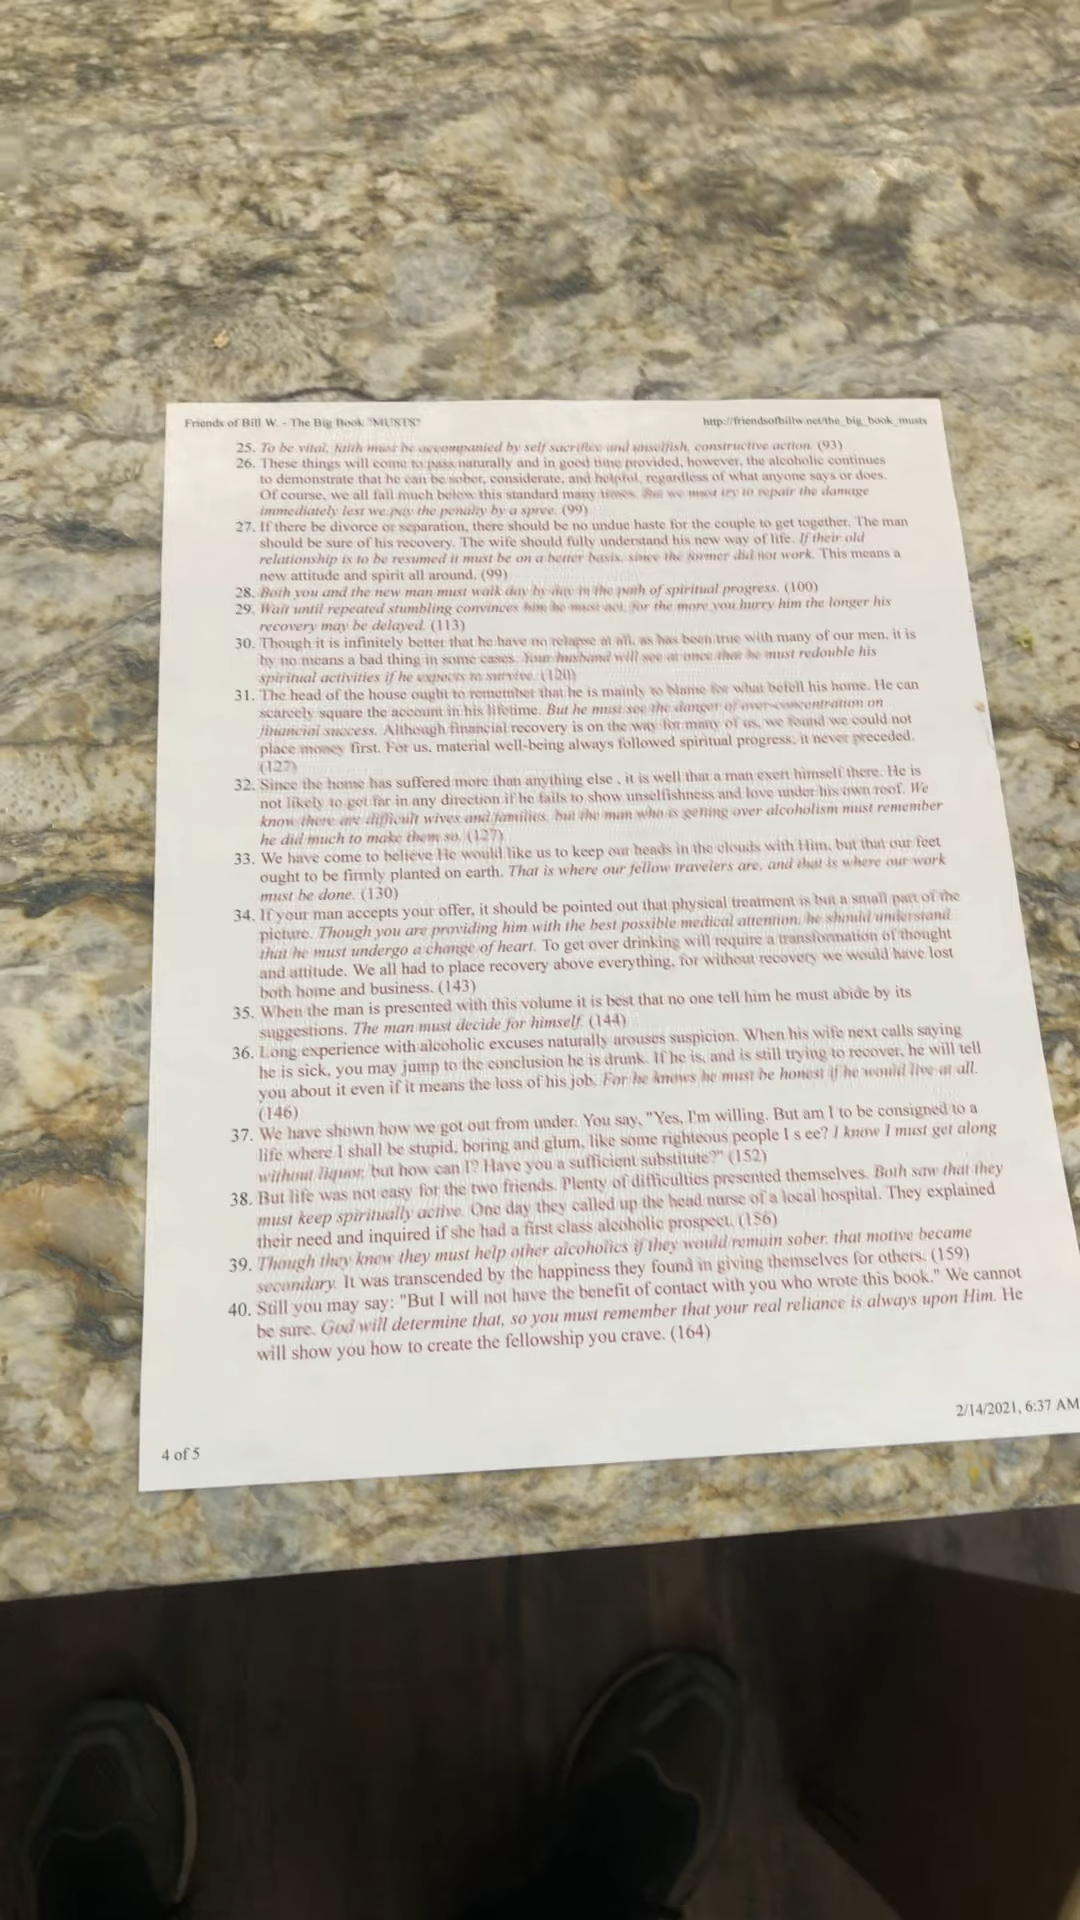 Friends of Bill W. - The Big Book "MUSTS"
http://friendsofbillw.net/the_big_book_musts
25. To be vital, faith must be accompanied by self sacrifice and unselfish, constructive action. (93)
26. These things will come to pass naturally and in good time provided, however, the alcoholic continues
to demonstrate that he can be sober, considerate, and helpful, regardless of what anyone says or does.
Of course, we all fall much below this standard many times. But we must try to repair the damage
immediately lest we pay the penalty by a spree. (99)
27. If there be divorce or separation, there should be no undue haste for the couple to get together. The man
should be sure of his recovery. The wife should fully understand his new way of life. If their old
relationship is to be resumed it must be on a better basis, since the former did not work. This means a
new attitude and spirit all around. (99)
28. Both you and the new man must walk day by day in the path of spiritual progress. (100)
29. Wait until repeated stumbling convinces him he must act, for the more you hurry him the longer his
recovery may be delayed. (113)
30. Though it is infinitely better that he have no relapse at all, as has been true with many of our men, it is
by no means a bad thing in some cases. Your husband will see at once that he must redouble his
spiritual activities if he expects to survive. (120)
31. The head of the house ought to remember that he is mainly to blame for what befell his home. He can
scarcely square the account in his lifetime. But he must see the danger of over-concentration on
financial success. Although financial recovery is on the way for many of us, we found we could not
place money first. For us, material well-being always followed spiritual progress; it never preceded.
(127)
32. Since the home has suffered more than anything else , it is well that a man exert himself there. He is
not likely to get far in any direction if he fails to show unselfishness and love under his own roof. We
know there are difficult wives and families, but the man who is getting over alcoholism must remember
he did much to make them so. (127)
33. We have come to believe He would like us to keep our heads in the clouds with Him, but that our feet
ought to be firmly planted on earth. That is where our fellow travelers are, and that is where our work
must be done. (130)
34. If your man accepts your offer, it should be pointed out that physical treatment is but a small part of the
picture. Though you are providing him with the best possible medical attention, he should understand
that he must undergo a change of heart. To get over drinking will require a transformation of thought
and attitude. We all had to place recovery above everything, for without recovery we would have lost
both home and business. (143)
35. When the man is presented with this volume it is best that no one tell him he must abide by its
suggestions. The man must decide for himself. (144)
36. Long experience with alcoholic excuses naturally arouses suspicion. When his wife next calls saying
he is sick, you may jump to the conclusion he is drunk. If he is, and is still trying to recover, he will tell
you about it even if it means the loss of his job. For he knows he must be honest if he would live at all.
(146)
37. We have shown how we got out from under. You say, "Yes, I'm willing. But am I to be consigned to a
life where I shall be stupid, boring and glum, like some righteous people I s ee? I know I must get along
without liquor, but how can I? Have you a sufficient substitute?" (152)
38. But life was not easy for the two friends. Plenty of difficulties presented themselves. Both saw that they
must keep spiritually active. One day they called up the head nurse of a local hospital. They explained
their need and inquired if she had a first class alcoholic prospect. (156)
39. Though they knew they must help other alcoholics if they would remain sober, that motive became
secondary. It was transcended by the happiness they found in giving themselves for others. (159)
40. Still you may say: "But I will not have the benefit of contact with you who wrote this book." We cannot
be sure. God will determine that, so you must remember that your real reliance is always upon Him. He
will show you how to create the fellowship you crave. (164)
2/14/2021, 6:37 AM
4 of 5